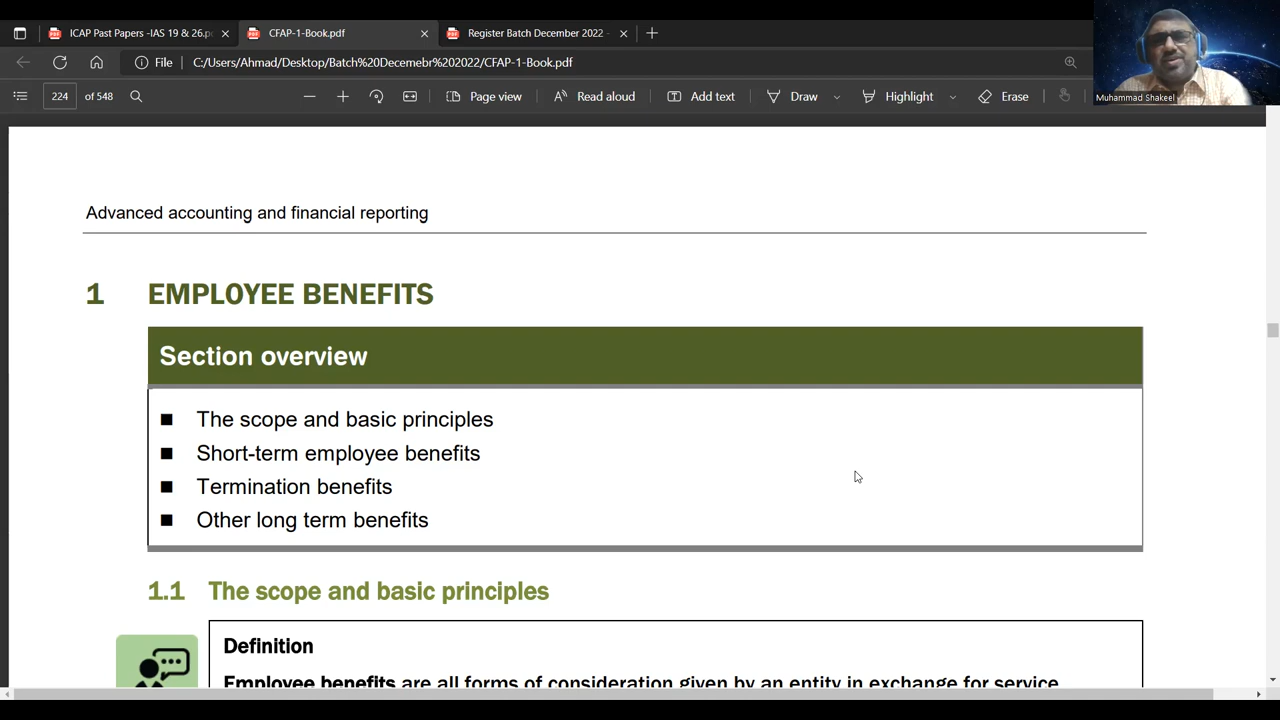 ICAP Past Papers -IAS 19 & 26.p
CFAP-1-Book.pdf
Register Batch December 2022 -
File
C:/Users/Ahmad/Desktop/Batch%20Decemebr%202022/CFAP-1-Book.pdf
224 of 548
Page view
Read aloud
Add text
Draw
Highlight
Erase
Muhammad Shakeel
Advanced accounting and financial reporting
1 EMPLOYEE BENEFITS
Section overview
■ The scope and basic principles
■ Short-term employee benefits
■ Termination benefits
■ Other long term benefits
1.1 The scope and basic principles
Definition
Employee benefits are all forms of consideration given by an entity in exchange for service